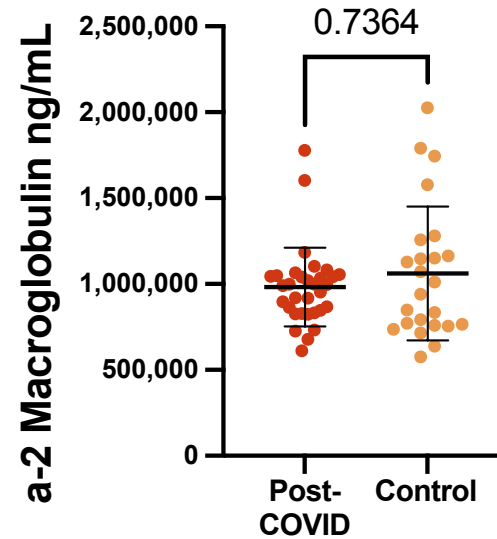 0.7364
a-2 Macroglobulin ng/mL
2,500,000
2,000,000
1,500,000
1,000,000
500,000
0
Post-
COVID
Control